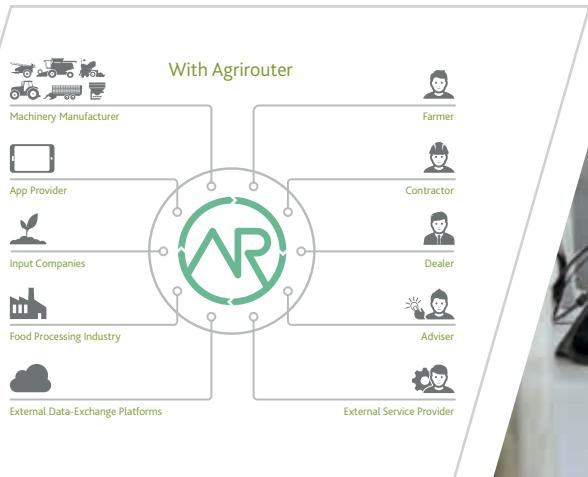 With Agrirouter
Machinery Manufacturer
Farmer
App Provider
Contractor
AR
Input Companies
Dealer
Food Processing Industry
Adviser
External Data-Exchange Platforms
External Service Provider